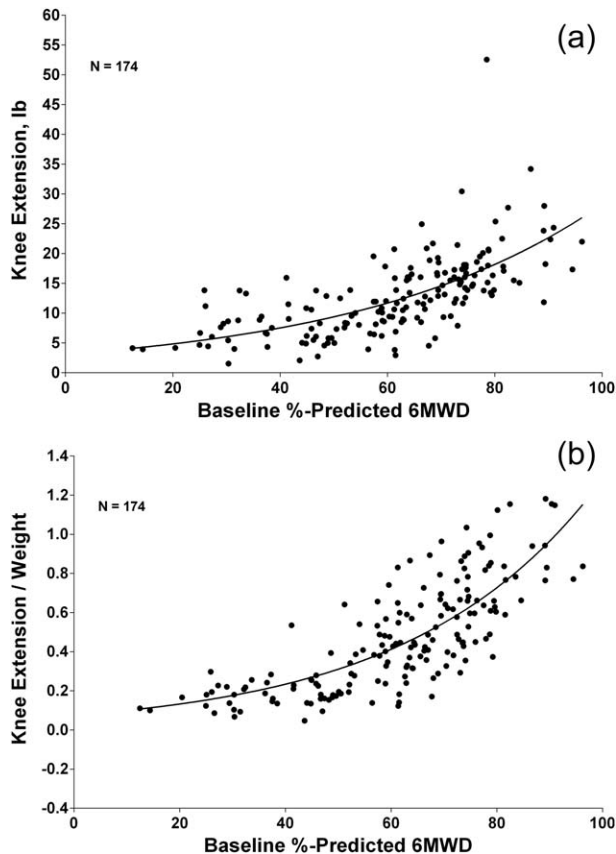 (a)
N = 174
Knee Extension, lb
60
55
50
45
40
35
30
25
20
15
10
5
0
0 20 40 60 80 100
Baseline %-Predicted 6MWD
(b)
N = 174
Knee Extension / Weight
1.4
1.2
1.0
0.8
0.6
0.4
0.2
0.0
-0.4
0 20 40 60 80 100
Baseline %-Predicted 6MWD